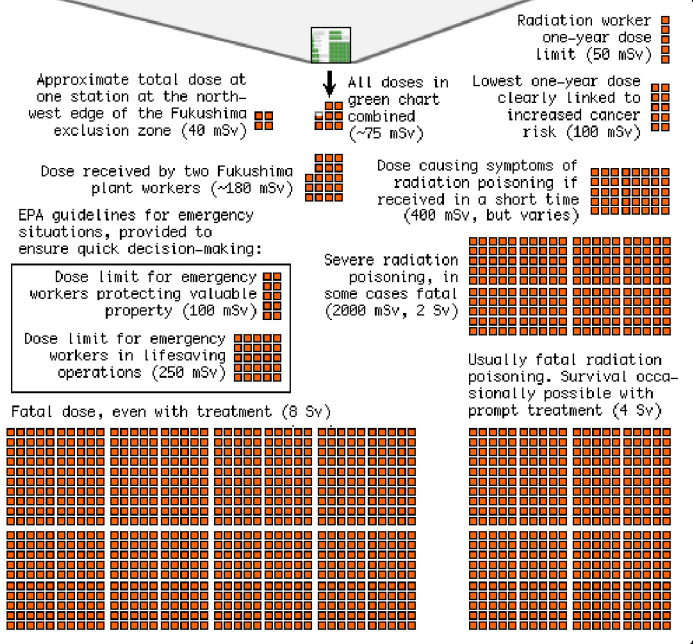 Radiation worker
one-year dose
limit (50 mSv)
Approximate total dose at
one station at the north-
west edge of the Fukushima
exclusion zone (40 mSv)
All doses in
green chart
combined
(~75 mSv)
Lowest one-year dose
clearly linked to
increased cancer
risk (100 mSv)
Dose received by two Fukushima
plant workers (~180 mSv)
Dose causing symptoms of
radiation poisoning if
received in a short time
(400 mSv, but varies)
EPA guidelines for emergency
situations, provided to
ensure quick decision-making:
Dose limit for emergency
workers protecting valuable
property (100 mSv)
Dose limit for emergency
workers in lifesaving
operations (250 mSv)
Severe radiation
poisoning, in
some cases fatal
(2000 mSv, 2 Sv)
Usually fatal radiation
poisoning. Survival occa-
sionally possible with
prompt treatment (4 Sv)
Fatal dose, even with treatment (8 Sv)